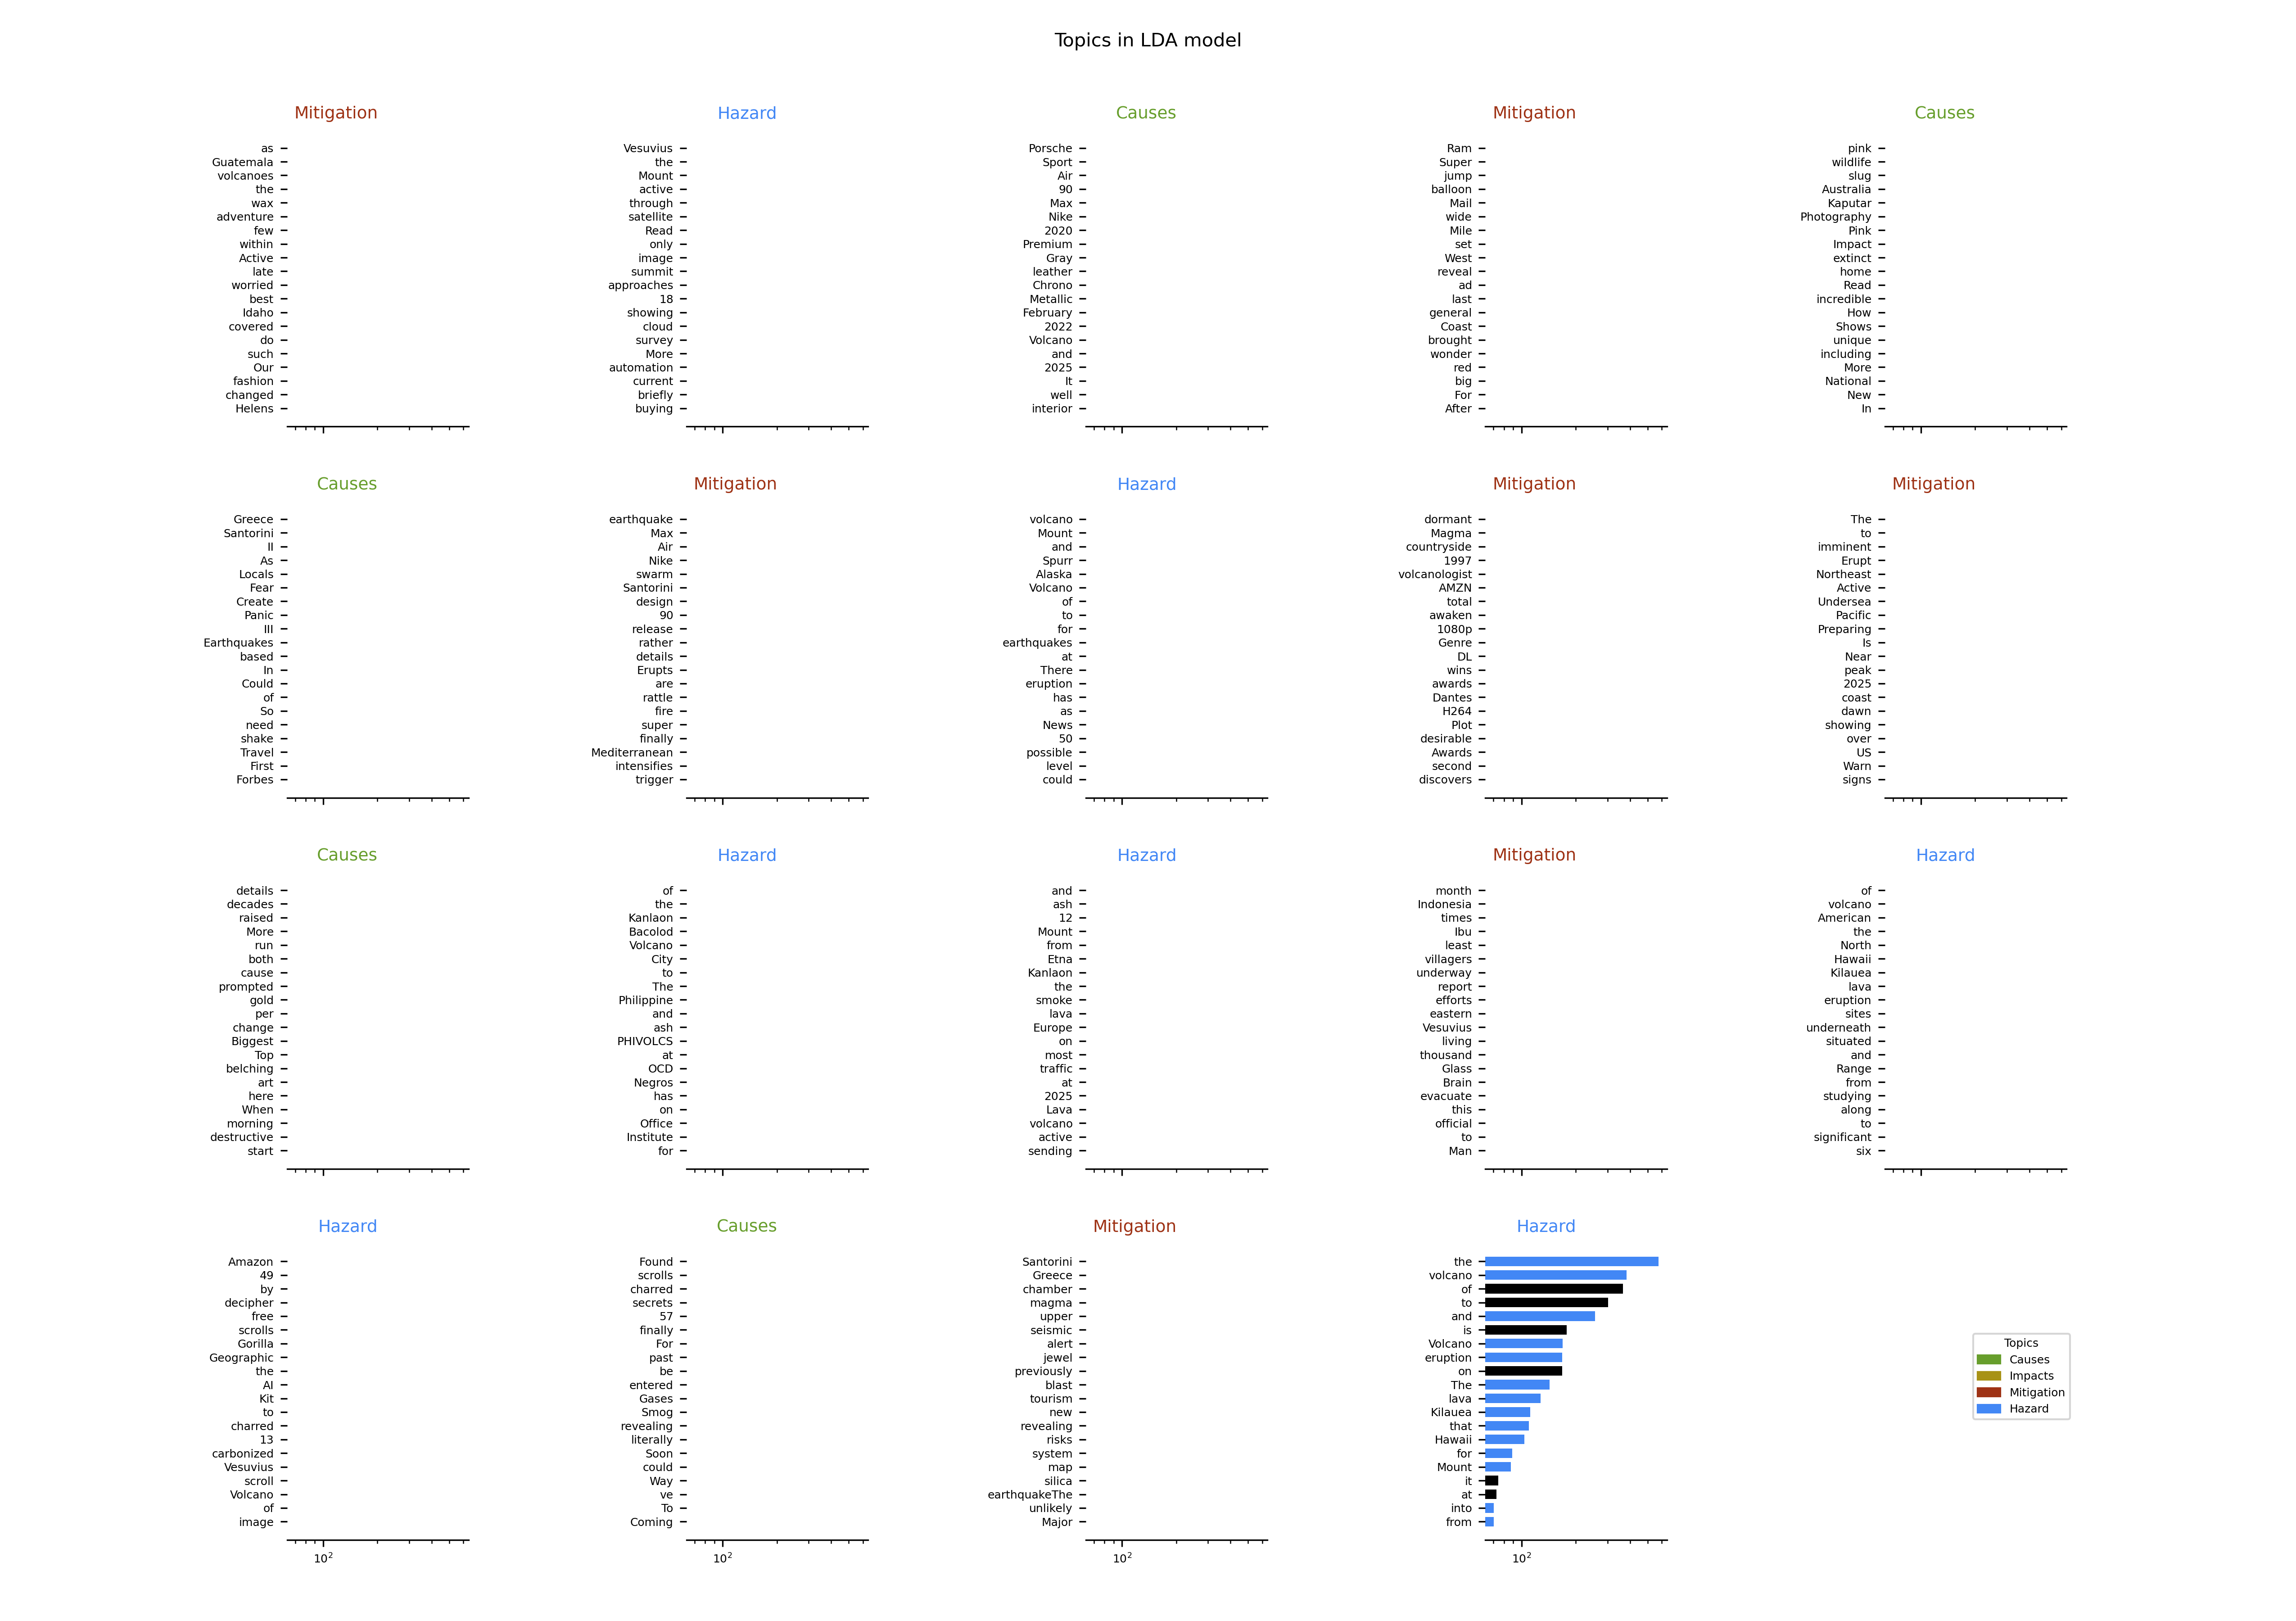 Topics in LDA model
Mitigation
as
Guatemala
volcanoes
the
wax
adventure
few
within
Active
late
worried
best
Idaho
covered
do
such
Our
fashion
changed
Helens
Hazard
Vesuvius
the
Mount
active
through
satellite
Read
only
image
summit
approaches
18
showing
cloud
survey
More
automation
current
briefly
buying
Causes
Porsche
Sport
Air
90
Max
Nike
2020
Premium
Gray
leather
Chrono
Metallic
February
2022
Volcano
and
2025
It
well
interior
Mitigation
Ram
Super
jump
balloon
Mail
wide
Mile
set
West
reveal
ad
last
general
Coast
brought
wonder
red
big
For
After
Causes
pink
wildlife
slug
Australia
Kaputar
Photography
Pink
Impact
extinct
home
Read
incredible
How
Shows
unique
including
More
National
New
In
Causes
Greece
Santorini
II
As
Locals
Fear
Create
Panic
III
Earthquakes
based
In
Could
of
So
need
shake
Travel
First
Forbes
Mitigation
earthquake
Max
Air
Nike
swarm
Santorini
design
90
release
rather
details
Erupts
are
rattle
fire
super
finally
Mediterranean
intensifies
trigger
Hazard
volcano
Mount
and
Spurr
Alaska
Volcano
of
to
for
earthquakes
at
There
eruption
has
as
News
50
possible
level
could
Mitigation
dormant
Magma
countryside
1997
volcanologist
AMZN
total
awaken
1080p
Genre
DL
wins
awards
Dantes
H264
Plot
desirable
Awards
second
discovers
Mitigation
The
to
imminent
Erupt
Northeast
Active
Undersea
Pacific
Preparing
Is
Near
peak
2025
coast
dawn
showing
over
US
Warn
signs
Causes
details
decades
raised
More
run
both
cause
prompted
gold
per
change
Biggest
Top
belching
art
here
When
morning
destructive
start
Hazard
of
the
Kanlaon
Bacolod
Volcano
City
to
The
Philippine
and
ash
PHIVOLCS
at
OCD
Negros
has
on
Office
Institute
for
Hazard
and
ash
12
Mount
from
Etna
Kanlaon
the
smoke
lava
Europe
on
most
traffic
at
2025
Lava
volcano
active
sending
Mitigation
month
Indonesia
times
Ibu
least
villagers
underway
report
efforts
eastern
Vesuvius
living
thousand
Glass
Brain
evacuate
this
official
to
Man
Hazard
of
volcano
American
the
North
Hawaii
Kilauea
lava
eruption
sites
underneath
situated
and
Range
from
studying
along
to
significant
six
Hazard
Amazon
49
by
decipher
free
scrolls
Gorilla
Geographic
the
AI
Kit
to
charred
13
carbonized
Vesuvius
scroll
Volcano
of
image
10²
Causes
Found
scrolls
charred
secrets
57
finally
For
past
be
entered
Gases
Smog
revealing
literally
Soon
could
Way
ve
To
Coming
10²
Mitigation
Santorini
Greece
chamber
magma
upper
seismic
alert
jewel
previously
blast
tourism
new
revealing
risks
system
map
silica
earthquakeThe
unlikely
Major
10²
Hazard
the
volcano
of
to
and
is
Volcano
eruption
on
The
lava
Kilauea
that
Hawaii
for
Mount
it
at
into
from
10²
Topics
Causes
Impacts
Mitigation
Hazard